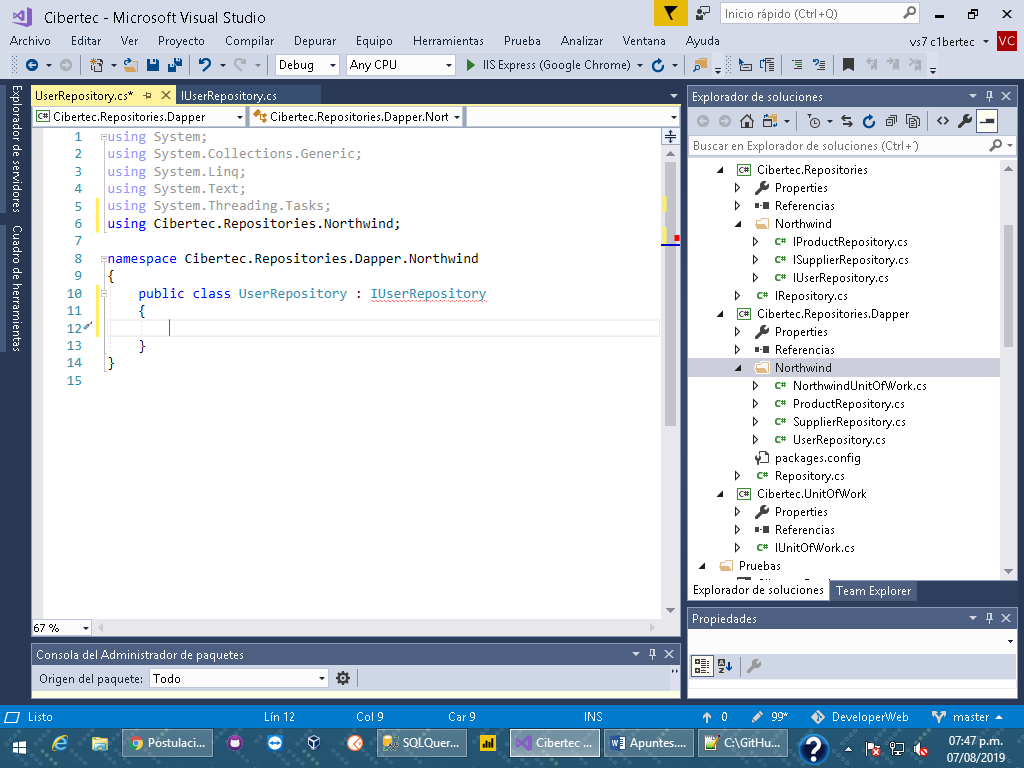 Cibertec - Microsoft Visual Studio
Inicio rápido (Ctrl+Q)
Archivo Editar Ver Proyecto Compilar Depurar Equipo Herramientas Prueba Analizar Ventana Ayuda
vs7 c1bertec VC
Debug Any CPU IIS Express (Google Chrome)
Explorador de servidores
Cuadro de herramientas
UserRepository.cs* IUserRepository.cs
Cibertec.Repositories.Dapper Cibertec.Repositories.Dapper.Nort
1 using System;
2 using System.Collections.Generic;
3 using System.Linq;
4 using System.Text;
5 using System.Threading.Tasks;
6 using Cibertec.Repositories.Northwind;
7
8 namespace Cibertec.Repositories.Dapper.Northwind
9 {
10 public class UserRepository : IUserRepository
11 {
12
13 }
14 }
15
67 %
Consola del Administrador de paquetes
Origen del paquete: Todo
Explorador de soluciones
Buscar en Explorador de soluciones (Ctrl+´)
Cibertec.Repositories
Properties
Referencias
Northwind
IProductRepository.cs
ISupplierRepository.cs
IUserRepository.cs
IRepository.cs
Cibertec.Repositories.Dapper
Properties
Referencias
Northwind
NorthwindUnitOfWork.cs
ProductRepository.cs
SupplierRepository.cs
UserRepository.cs
packages.config
Repository.cs
Cibertec.UnitOfWork
Properties
Referencias
IUnitOfWork.cs
Pruebas
Explorador de soluciones Team Explorer
Propiedades
Listo Lín 12 Col 9 Car 9 INS 0 99* DeveloperWeb master
Postulaci... SQLQuer... Cibertec ... Apuntes.... C:\GitHu...
07:47 p.m.
07/08/2019